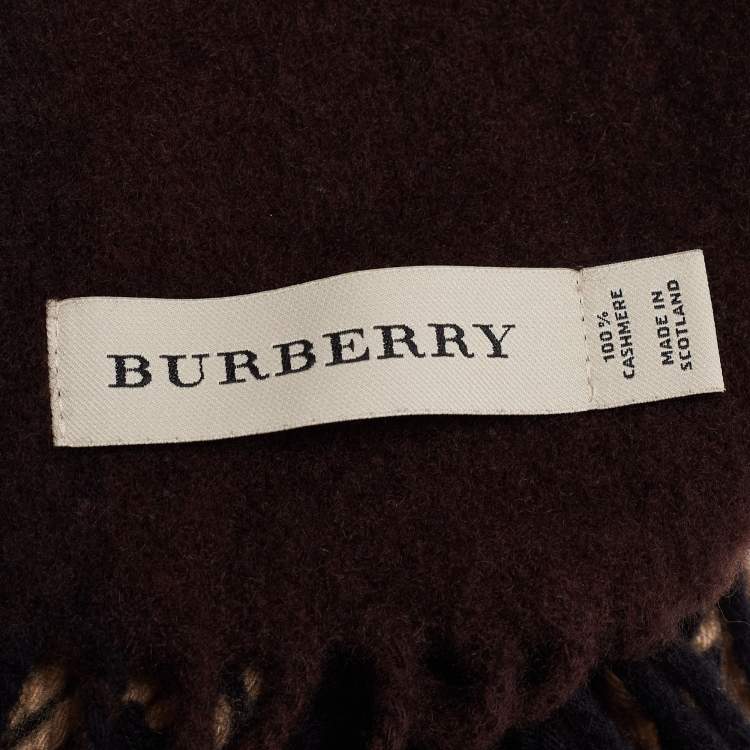 BURBERRY
100%
CASHMERE
MADE IN
SCOTLAND